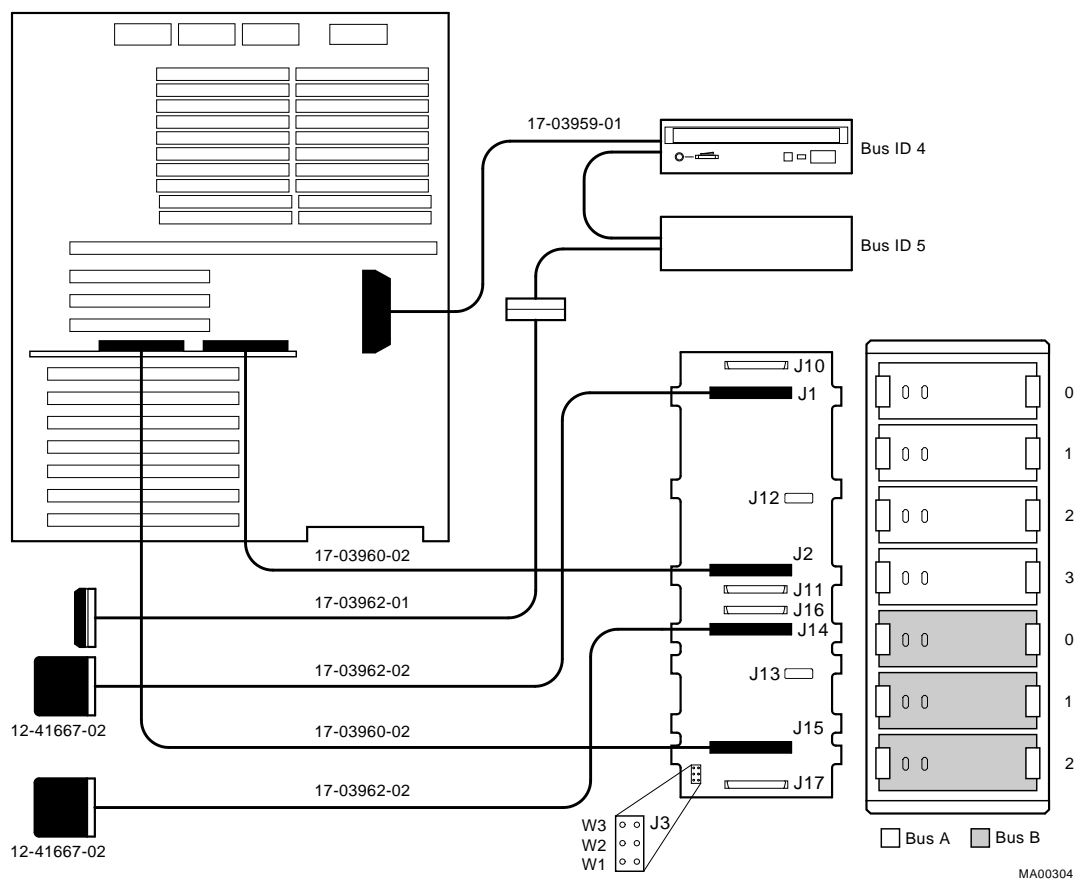 17-03959-01
Bus ID 4
Bus ID 5
J10
J1
0
1
J12
2
J2
17-03960-02
3
J11
17-03962-01
J16
J14
0
17-03962-02
J13
1
12-41667-02
17-03960-02
J15
2
17-03962-02
J17
W3
J3
W2
W1
Bus A
Bus B
12-41667-02
MA00304